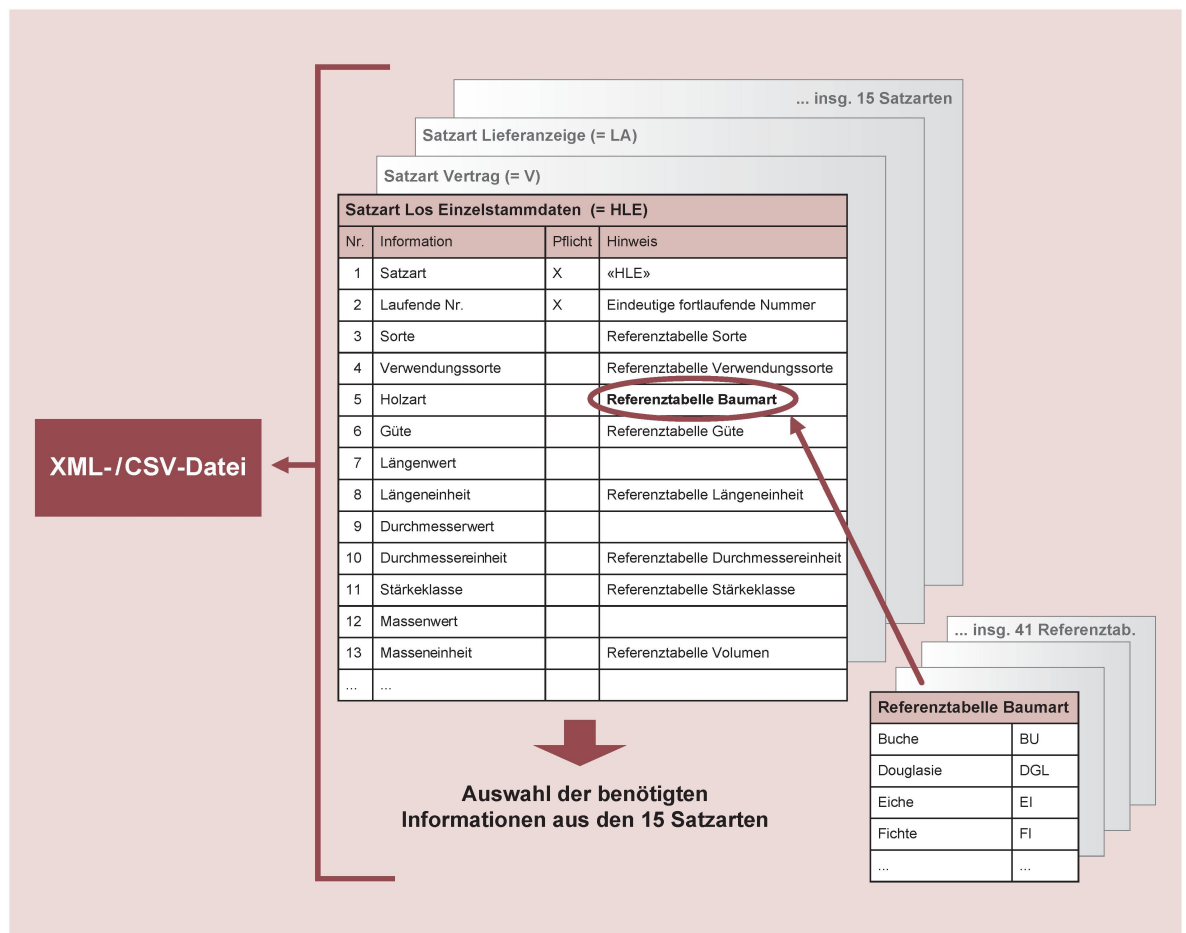 ... insg. 15 Satzarten
Satzart Lieferanzeige (= LA)
Satzart Vertrag (= V)
Satzart Los Einzelstammdaten (= HLE)
Nr. Information Pflicht Hinweis
1 Satzart X «HLE»
2 Laufende Nr. X Eindeutige fortlaufende Nummer
3 Sorte Referenztabelle Sorte
4 Verwendungssorte Referenztabelle Verwendungssorte
5 Holzart Referenztabelle Baumart
6 Güte Referenztabelle Güte
7 Längenwert
8 Längeneinheit Referenztabelle Längeneinheit
9 Durchmesserwert
10 Durchmessereinheit Referenztabelle Durchmessereinheit
11 Stärkeklasse Referenztabelle Stärkeklasse
12 Massenwert
13 Masseneinheit Referenztabelle Volumen
... ...
XML-/CSV-Datei
Auswahl der benötigten
Informationen aus den 15 Satzarten
... insg. 41 Referenztab.
Referenztabelle Baumart
Buche BU
Douglasie DGL
Eiche EI
Fichte FI
... ...